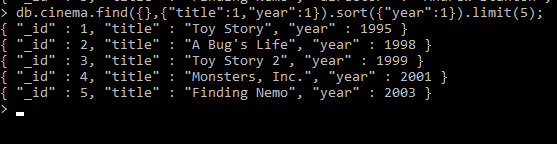 > db.cinema.find({},{"title":1,"year":1}).sort({"year":1}).limit(5);
{ "_id" : 1, "title" : "Toy Story", "year" : 1995 }
{ "_id" : 2, "title" : "A Bug's Life", "year" : 1998 }
{ "_id" : 3, "title" : "Toy Story 2", "year" : 1999 }
{ "_id" : 4, "title" : "Monsters, Inc.", "year" : 2001 }
{ "_id" : 5, "title" : "Finding Nemo", "year" : 2003 }
>